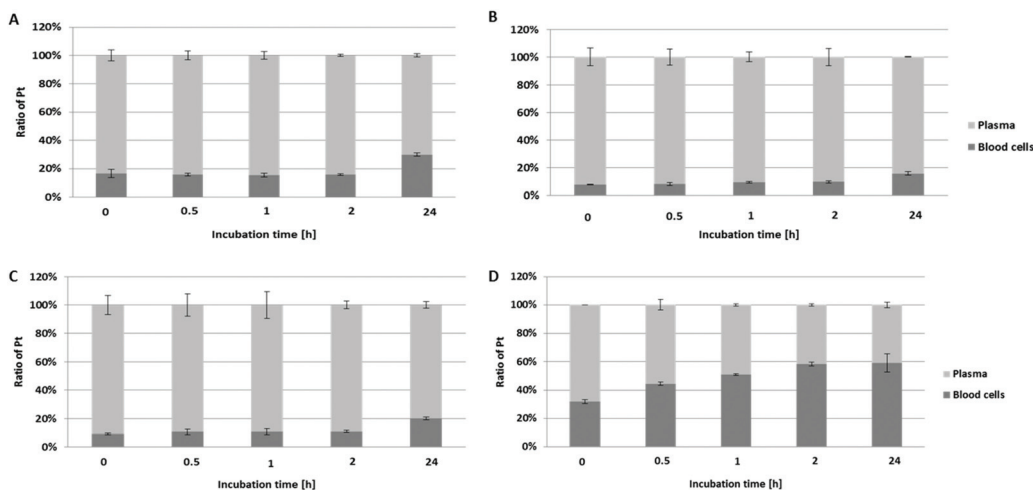 A
120%
100%
80%
60%
40%
20%
0%
Ratio of Pt
0 0.5 1 2 24
Incubation time [h]
B
120%
100%
80%
60%
40%
20%
0%
Ratio of Pt
0 0.5 1 2 24
Incubation time [h]
Plasma
Blood cells
C
120%
100%
80%
60%
40%
20%
0%
Ratio of Pt
0 0.5 1 2 24
Incubation time [h]
D
120%
100%
80%
60%
40%
20%
0%
Ratio of Pt
0 0.5 1 2 24
Incubation time [h]
Plasma
Blood cells